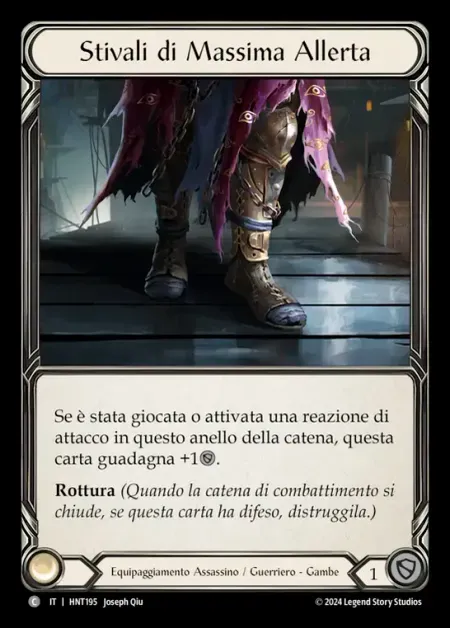 Stivali di Massima Allerta
Se è stata giocata o attivata una reazione di
attacco in questo anello della catena, questa
carta guadagna +1.
Rottura (Quando la catena di combattimento si
chiude, se questa carta ha difeso, distruggila.)
Equipaggiamento Assassino / Guerriero - Gambe
1
C IT | HNT195 Joseph Qiu
© 2024 Legend Story Studios